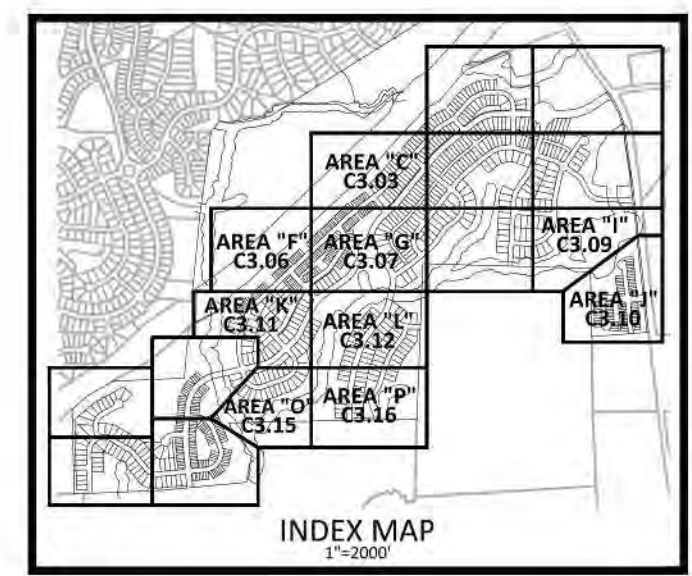 AREA "C"
C3.03
AREA "F"
C3.06
AREA "G"
C3.07
AREA "I"
C3.09
AREA "K"
C3.11
AREA "L"
C3.12
AREA "J"
C3.10
AREA "O"
C3.15
AREA "P"
C3.16
INDEX MAP
1"=2000'